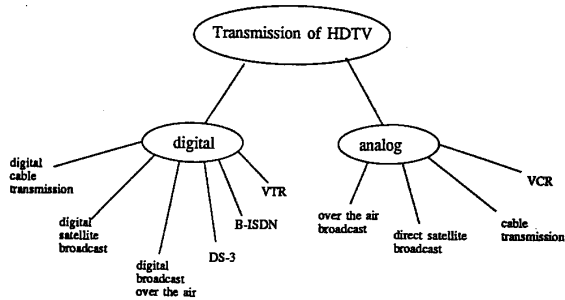 Transmission of HDTV
digital
analog
digital
cable
transmission
digital
satellite
broadcast
digital
broadcast
over the air
DS-3
B-ISDN
VTR
over the air
broadcast
direct satellite
broadcast
cable
transmission
VCR